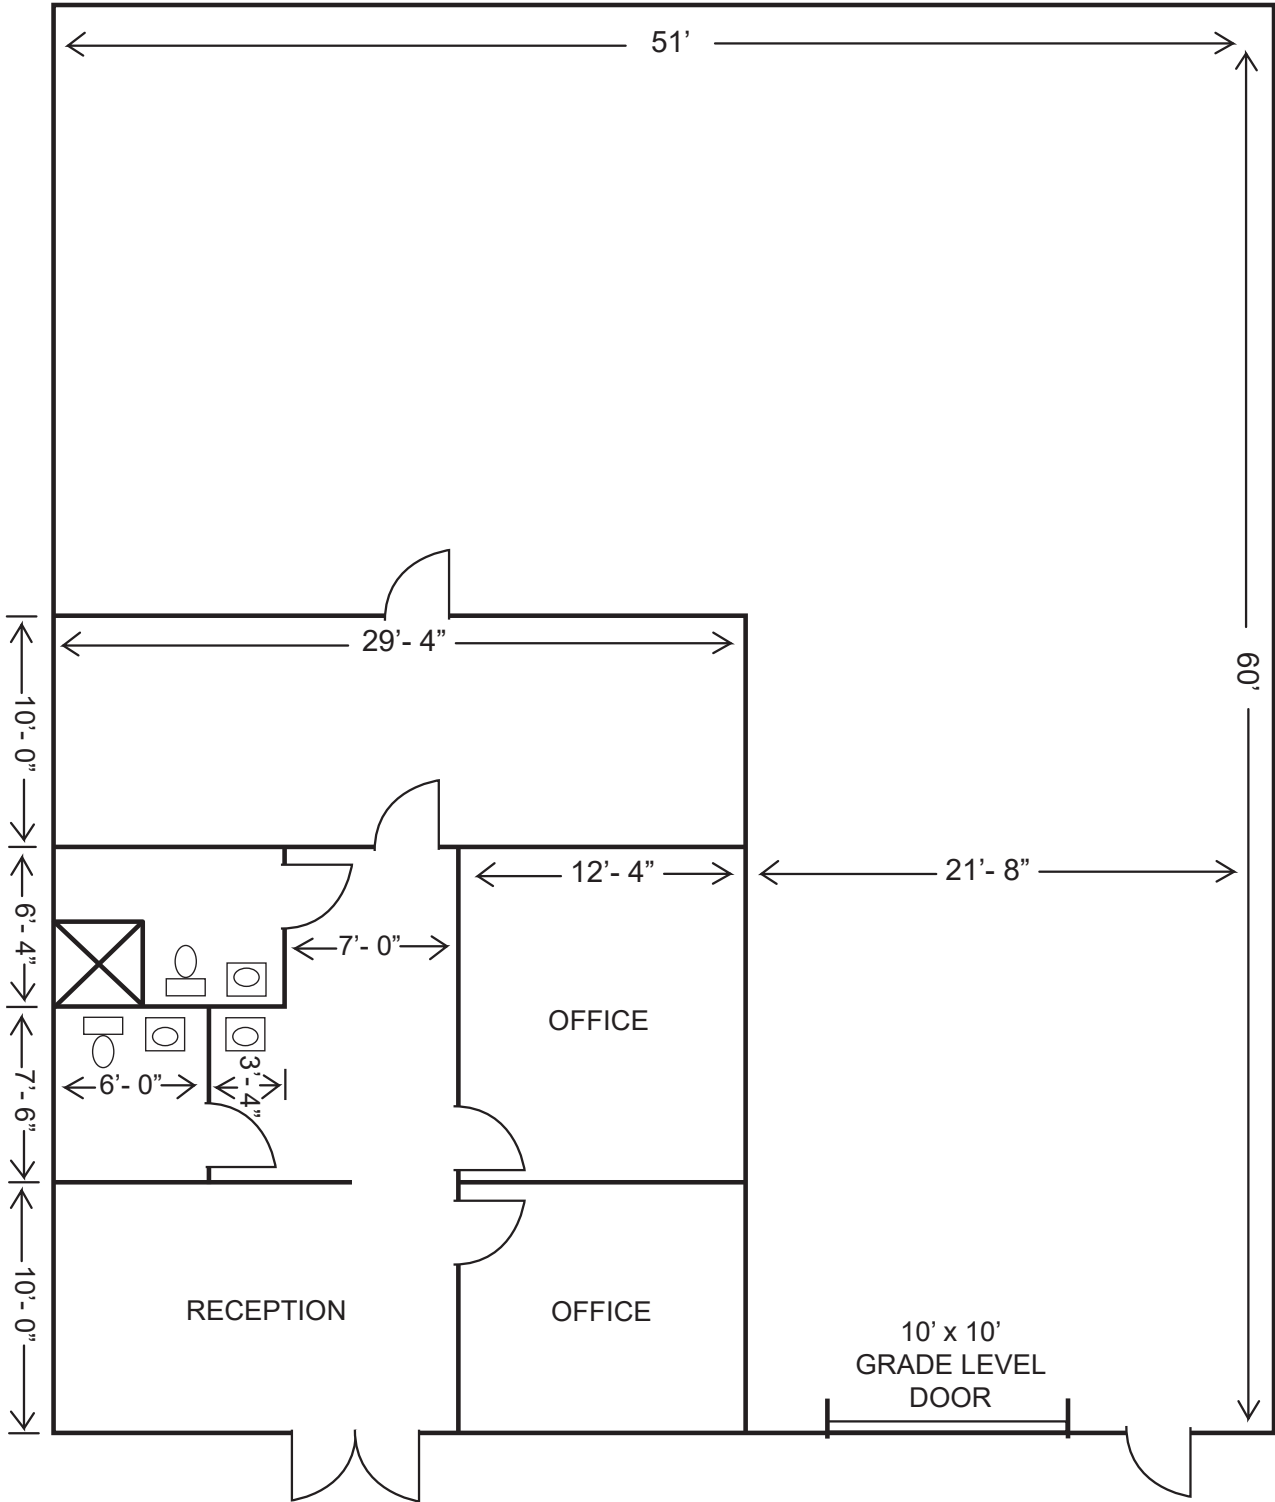 51’
60’
29’- 4”
10’- 0”
12’- 4”
21’- 8”
6’- 4”
7’- 0”
OFFICE
7’- 6”
6’- 0”
3’- 4”
10’- 0”
RECEPTION
OFFICE
10’ x 10’
GRADE LEVEL
DOOR